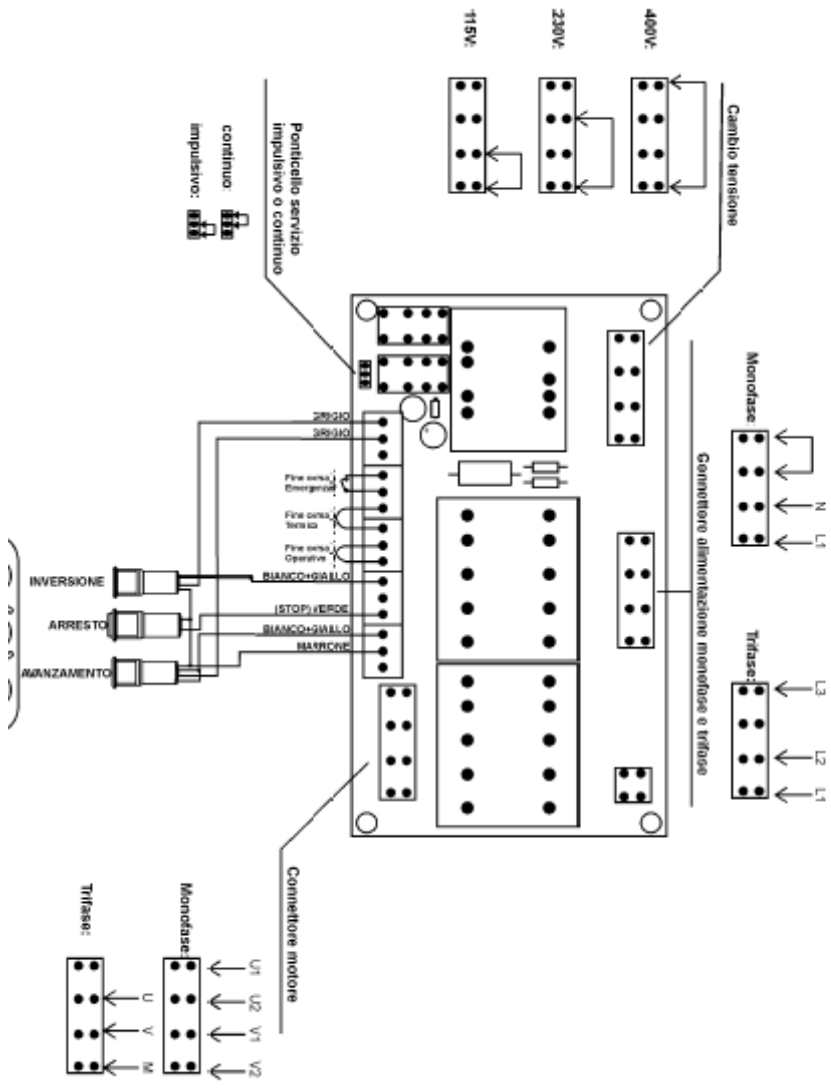 115V:
230V:
400V:
Cambio tensione
Ponticello servizio
impulsivo o continuo
continuo:
impulsivo:
Monofase:
N
L1
Connettore alimentazione monofase e trifase
Trifase:
L3
L2
L1
GRIGIO
GRIGIO
Fine corsa
Emergenza
Fine corsa
Termica
Fine corsa
Operativo
INVERSIONE
BIANCO+GIALLO
ARRESTO
(STOP) VERDE
BIANCO+GIALLO
AVANZAMENTO
MARRONE
Connettore motore
Monofase:
U1
U2
V1
V2
Trifase:
U
V